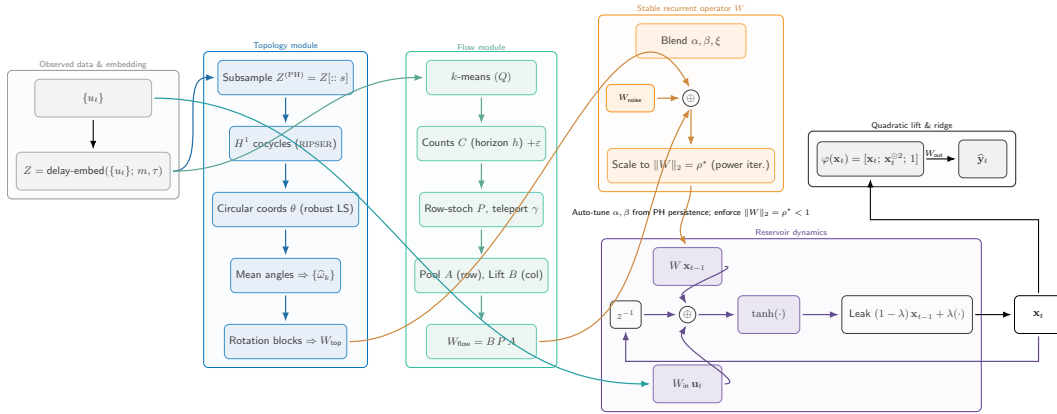 Observed data & embedding
{u_t}
Z = delay-embed({u_t}; m, τ)
Topology module
Subsample Z^(PH) = Z[:: s]
H^1 cocycles (RIPSER)
Circular coords θ (robust LS)
Mean angles ⇒ {ω̂_k}
Rotation blocks ⇒ W_top
Flow module
k-means (Q)
Counts C (horizon h) +ε
Row-stoch P, teleport γ
Pool A (row), Lift B (col)
W_flow = B P A
Stable recurrent operator W
Blend α, β, ξ
W_noise
⊕
Scale to ‖W‖_2 = ρ* (power iter.)
Auto-tune α, β from PH persistence; enforce ‖W‖_2 = ρ* < 1
Reservoir dynamics
W x_{t−1}
z^{−1}
⊕
tanh(·)
Leak (1 − λ) x_{t−1} + λ(·)
W_in u_t
x_t
Quadratic lift & ridge
φ(x_t) = [x_t; x_t^{⊙2}; 1]
W_out
ŷ_t